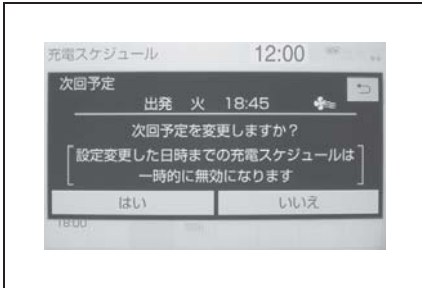 充電スケジュール 12:00
次回予定
出発 火 18:45
次回予定を変更しますか？
設定変更した日時までの充電スケジュールは
一時的に無効になります
はい いいえ
18:00